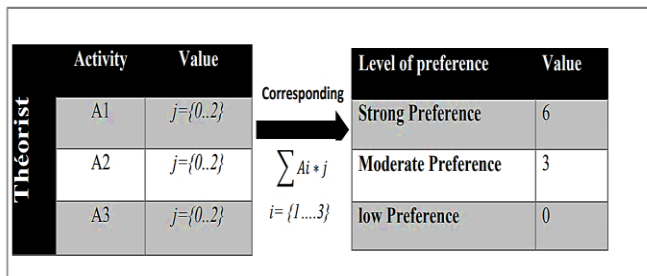 Théorist
Activity Value
A1 j={0..2}
A2 j={0..2}
A3 j={0..2}
Corresponding
∑ Ai * j
i= {1....3}
Level of preference Value
Strong Preference 6
Moderate Preference 3
low Preference 0